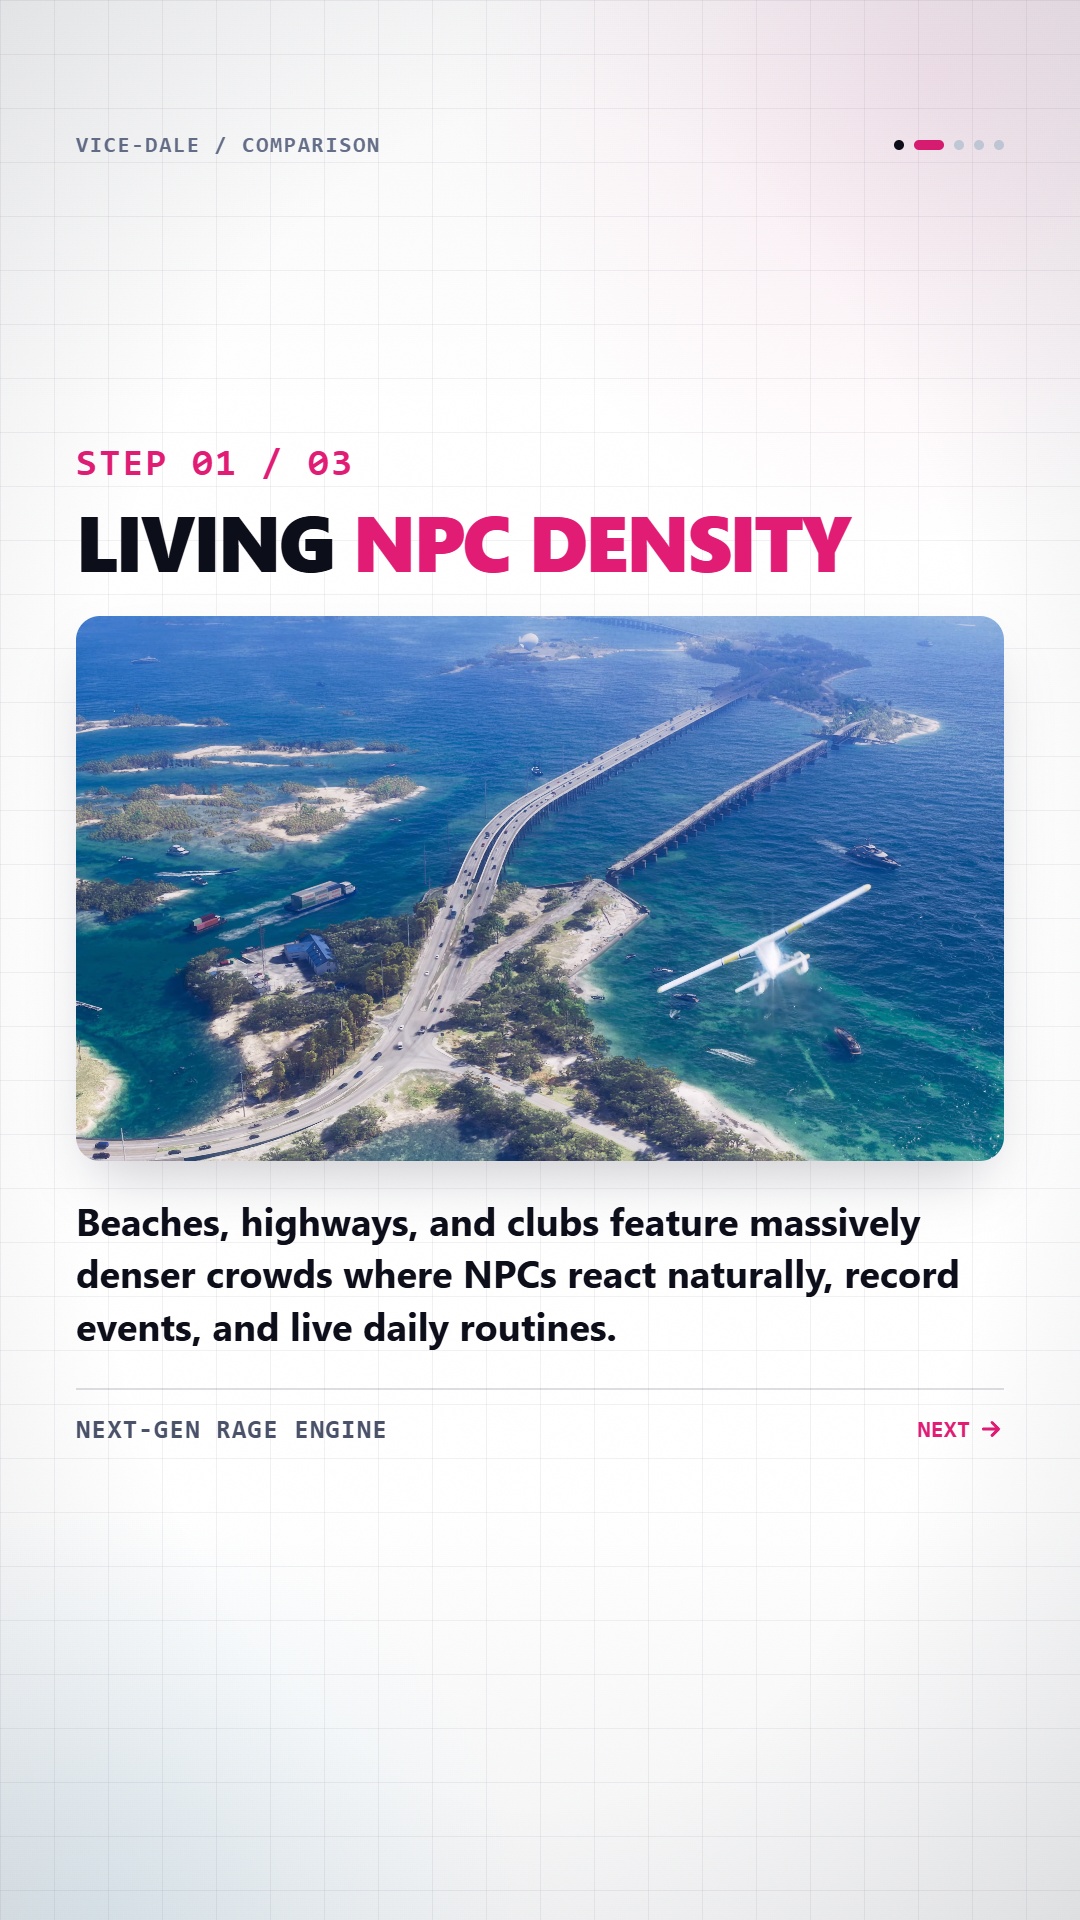 VICE-DALE / COMPARISON
STEP 01 / 03
LIVING NPC DENSITY
Beaches, highways, and clubs feature massively
denser crowds where NPCs react naturally, record
events, and live daily routines.
NEXT-GEN RAGE ENGINE
NEXT →